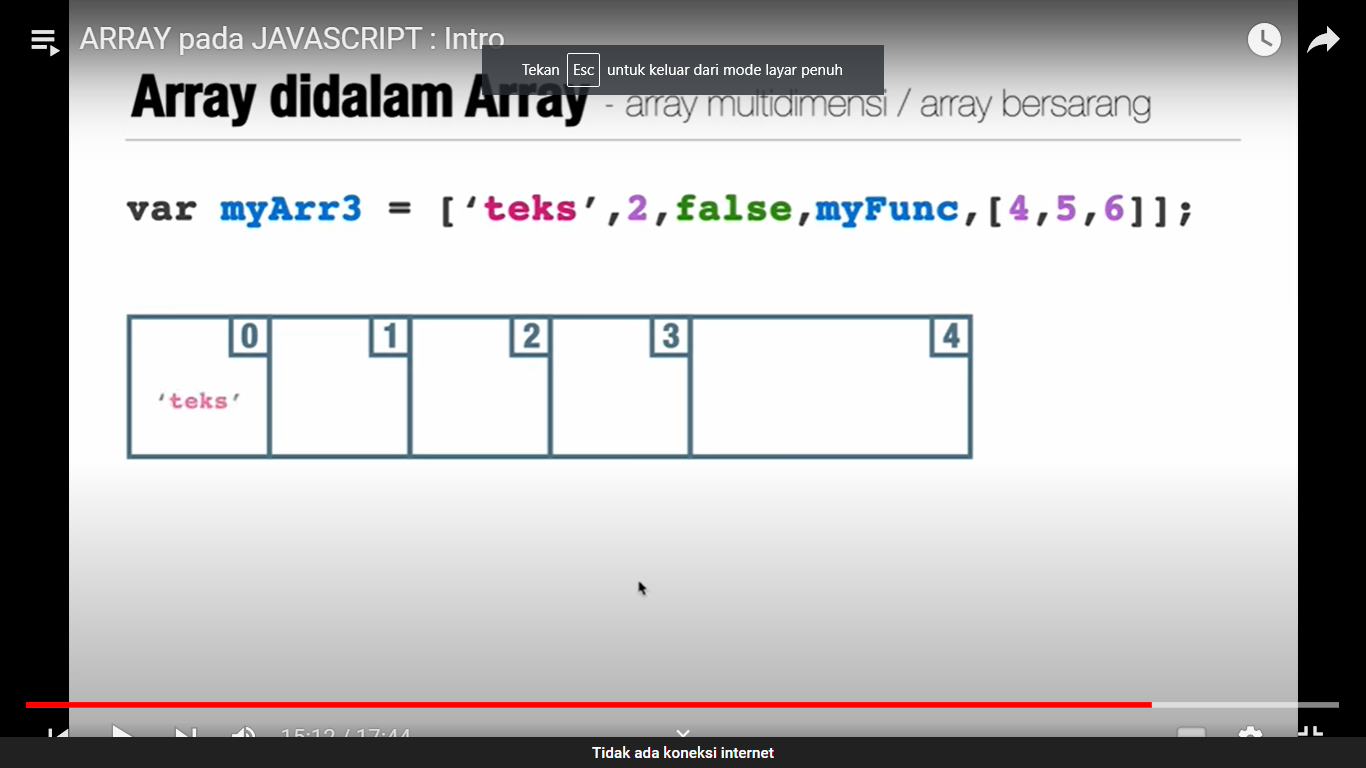 ARRAY pada JAVASCRIPT : Intro
Tekan Esc untuk keluar dari mode layar penuh
Array didalam Array - array multidimensi / array bersarang
var myArr3 = [‘teks’,2,false,myFunc,[4,5,6]];
0 1 2 3 4
‘teks’
15:12 / 17:44
Tidak ada koneksi internet